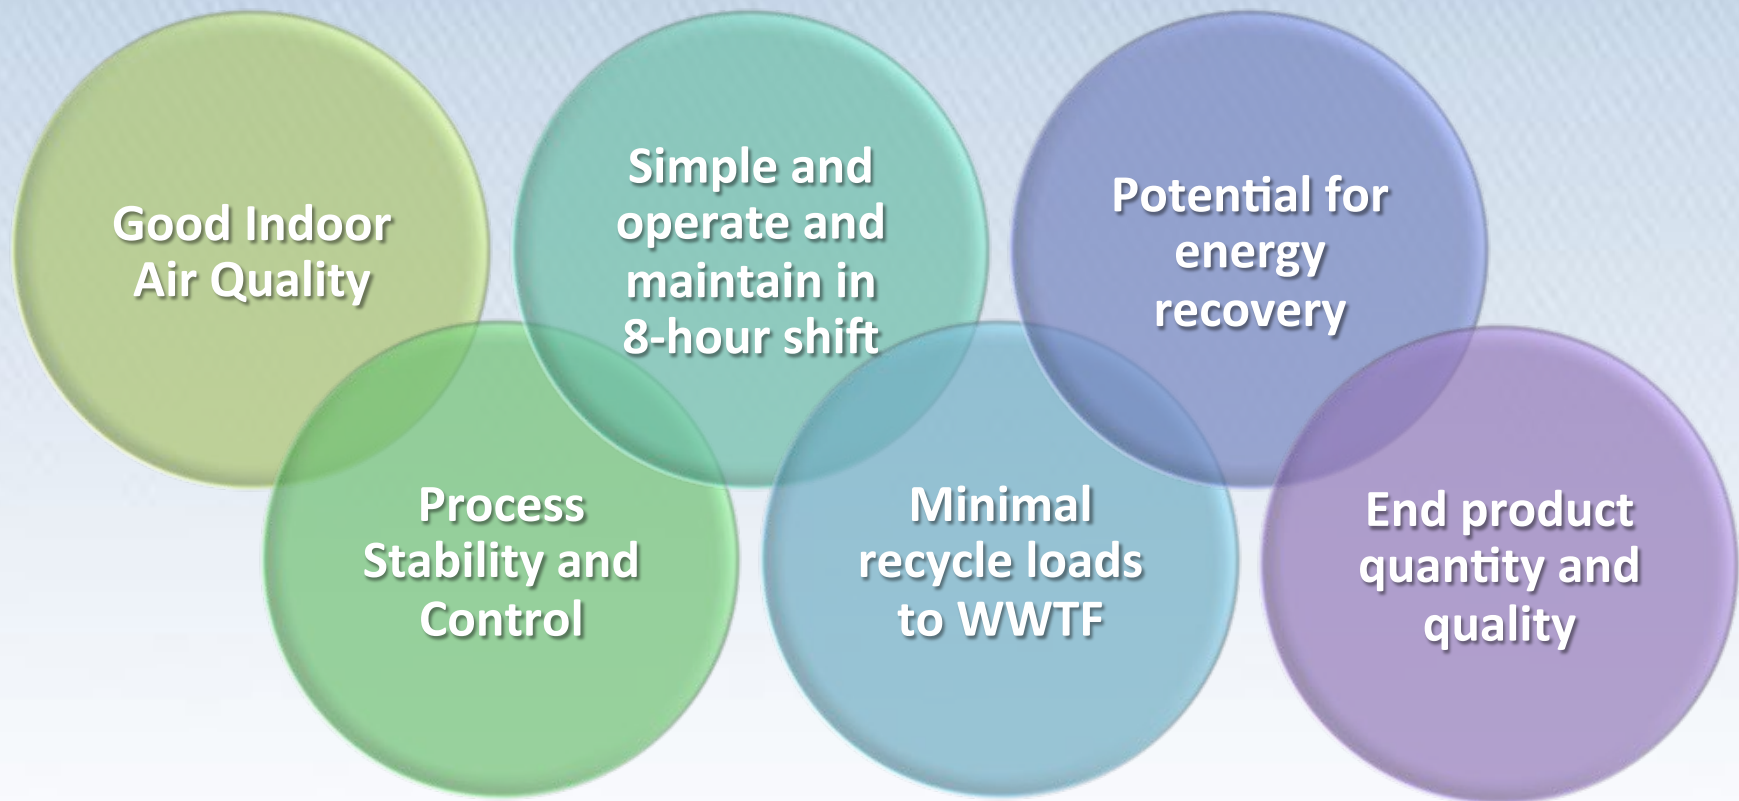 Good Indoor
Air Quality
Process
Stability and
Control
Simple and
operate and
maintain in
8-hour shift
Minimal
recycle loads
to WWTF
Potential for
energy
recovery
End product
quantity and
quality